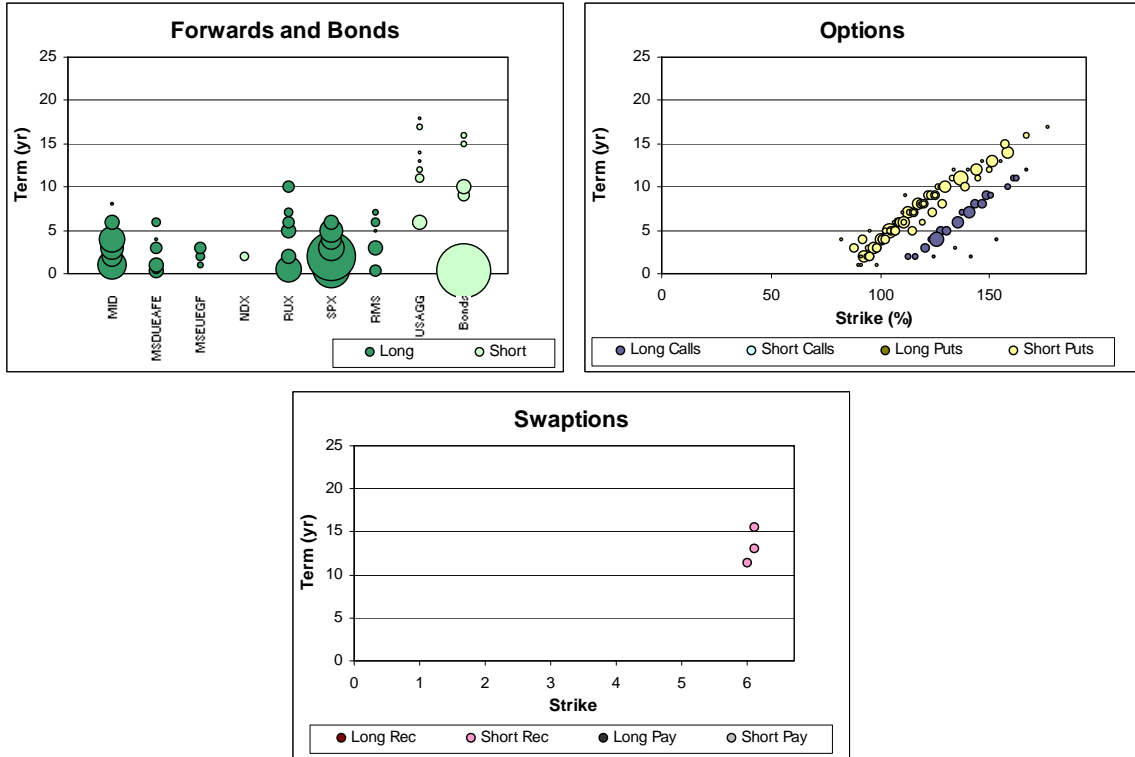 Forwards and Bonds
25
20
15
10
5
0
Term (yr)
MID
MSDUEAFE
MSEUEGF
NDX
RUX
SPX
RMS
USAGG
Bonds
Long
Short
Options
25
20
15
10
5
0
Term (yr)
0 50 100 150
Strike (%)
Long Calls Short Calls Long Puts Short Puts
Swaptions
25
20
15
10
5
0
Term (yr)
0 1 2 3 4 5 6
Strike
Long Rec Short Rec Long Pay Short Pay